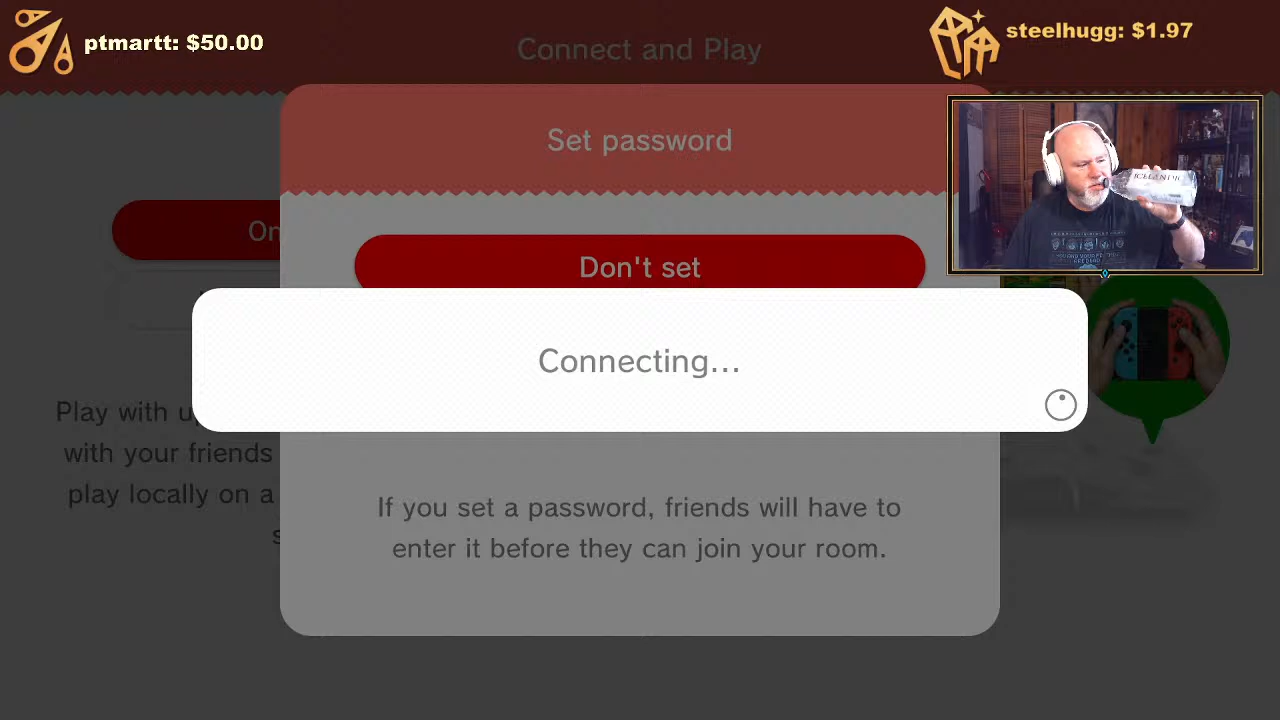 ptmartt: $50.00
steelhugg: $1.97
Connect and Play
Set password
On
Don't set
ICELANDIC
Connecting...
Play with u
with your friends
play locally on a
s
If you set a password, friends will have to
enter it before they can join your room.